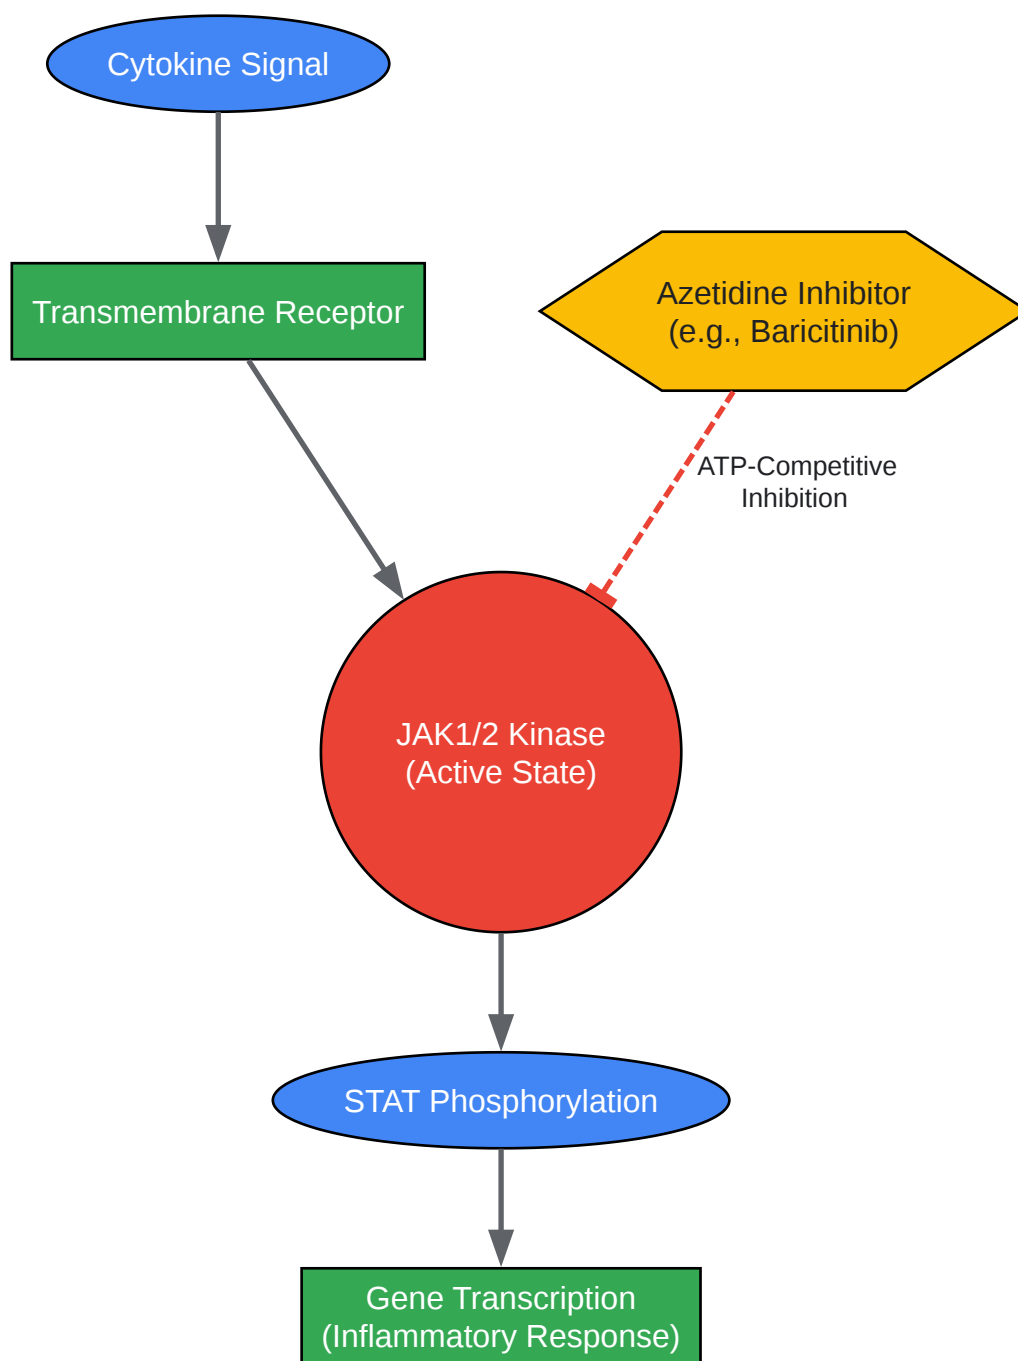 Cytokine Signal
Transmembrane Receptor
Azetidine Inhibitor
(e.g., Baricitinib)
ATP-Competitive
Inhibition
JAK1/2 Kinase
(Active State)
STAT Phosphorylation
Gene Transcription
(Inflammatory Response)